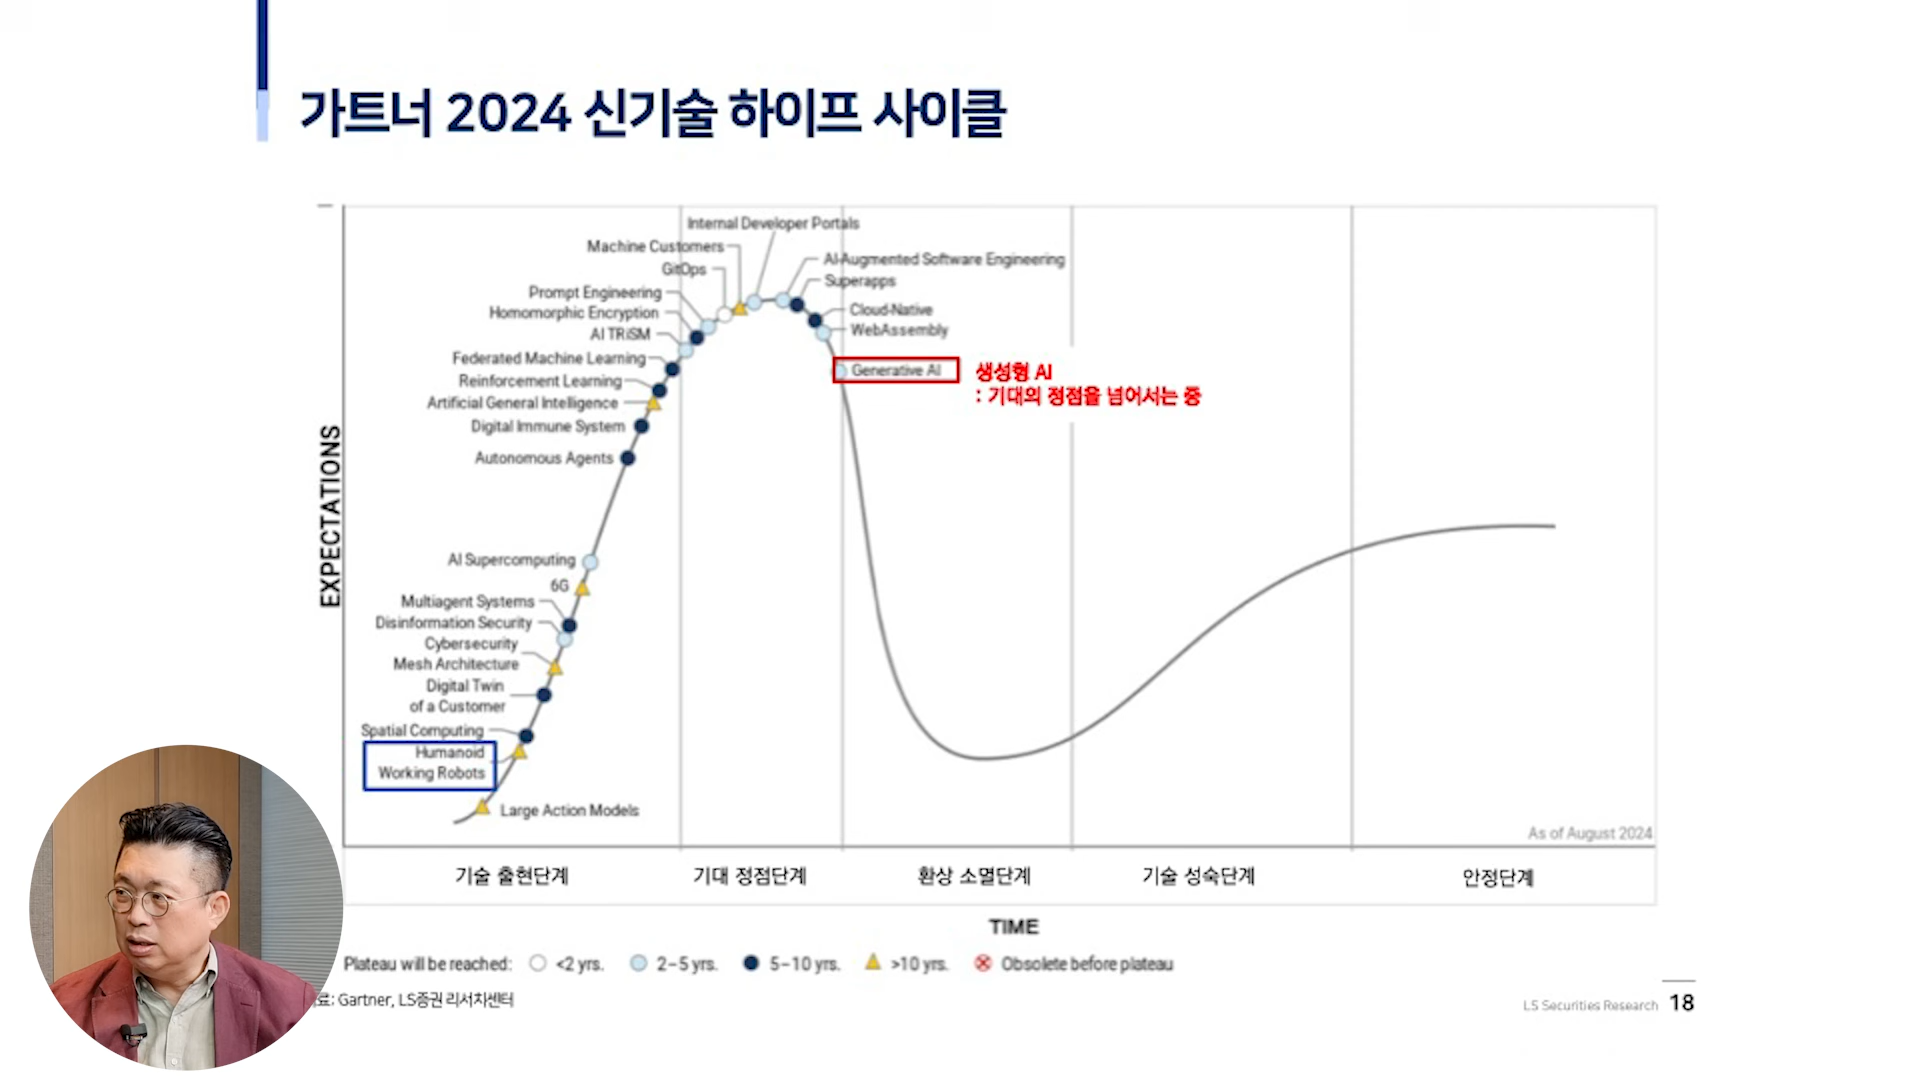 가트너 2024 신기술 하이프 사이클
Internal Developer Portals
Machine Customers
GitOps
AI-Augmented Software Engineering
Superapps
Prompt Engineering
Homomorphic Encryption
Cloud-Native
AI TRiSM
WebAssembly
Federated Machine Learning
Generative AI
생성형 AI
: 기대의 정점을 넘어서는 중
Reinforcement Learning
Artificial General Intelligence
Digital Immune System
Autonomous Agents
EXPECTATIONS
AI Supercomputing
6G
Multiagent Systems
Disinformation Security
Cybersecurity
Mesh Architecture
Digital Twin
of a Customer
Spatial Computing
Humanoid
Working Robots
Large Action Models
As of August 2024
기술 출현단계 기대 정점단계 환상 소멸단계 기술 성숙단계 안정단계
TIME
Plateau will be reached: <2 yrs. 2–5 yrs. 5–10 yrs. >10 yrs. Obsolete before plateau
료: Gartner, LS증권 리서치센터
LS Securities Research 18